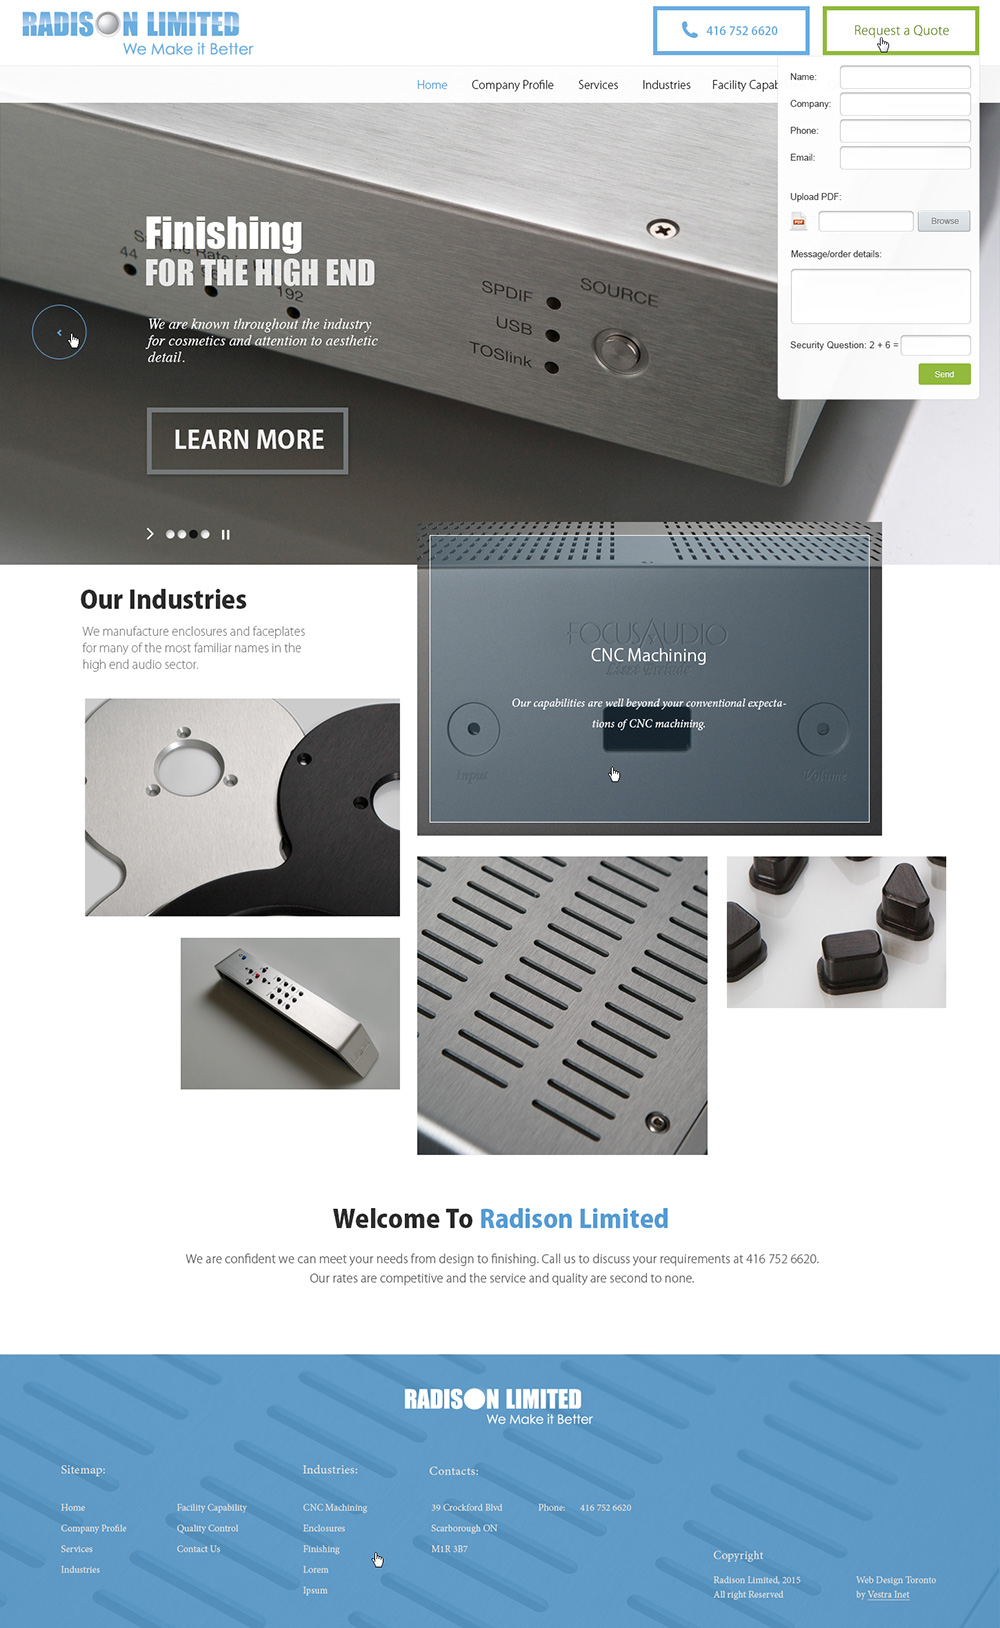 RADISON LIMITED
We Make it Better
416 752 6620
Request a Quote
Home Company Profile Services Industries Facility Capab
Name:
Company:
Phone:
Email:
Upload PDF:
PDF
Browse
Message/order details:
Security Question: 2 + 6 =
Send
Finishing
FOR THE HIGH END
Sample Rate
44
192
We are known throughout the industry
for cosmetics and attention to aesthetic
detail.
SPDIF
USB
TOSlink
SOURCE
LEARN MORE
Our Industries
We manufacture enclosures and faceplates
for many of the most familiar names in the
high end audio sector.
FOCUSAUDIO
CNC Machining
Our capabilities are well beyond your conventional expecta-
tions of CNC machining.
Input
Volume
Welcome To Radison Limited
We are confident we can meet your needs from design to finishing. Call us to discuss your requirements at 416 752 6620.
Our rates are competitive and the service and quality are second to none.
RADISON LIMITED
We Make it Better
Sitemap:
Home
Company Profile
Services
Industries
Facility Capability
Quality Control
Contact Us
Industries:
CNC Machining
Enclosures
Finishing
Lorem
Ipsum
Contacts:
39 Crockford Blvd
Scarborough ON
M1R 3B7
Phone: 416 752 6620
Copyright
Radison Limited, 2015
All right Reserved
Web Design Toronto
by Vestra Inet